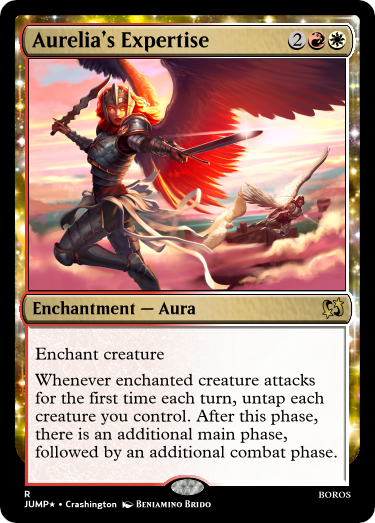 Aurelia's Expertise 2
Enchantment — Aura
Enchant creature
Whenever enchanted creature attacks
for the first time each turn, untap each
creature you control. After this phase,
there is an additional main phase,
followed by an additional combat phase.
R BOROS
JUMP★ • Crashington Beniamino Brido